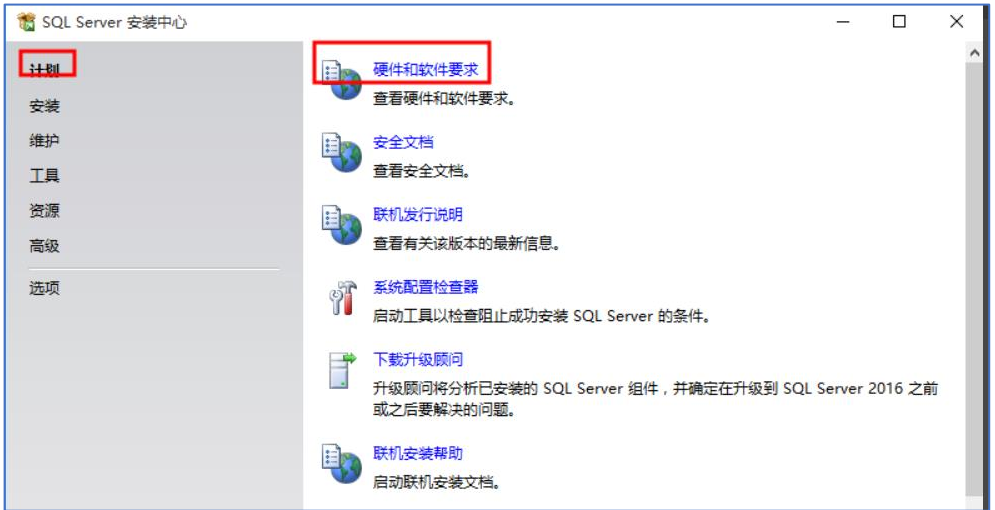 SQL Server 安装中心
计划
安装
维护
工具
资源
高级
选项
硬件和软件要求
查看硬件和软件要求。
安全文档
查看安全文档。
联机发行说明
查看有关该版本的最新信息。
系统配置检查器
启动工具以检查阻止成功安装 SQL Server 的条件。
下载升级顾问
升级顾问将分析已安装的 SQL Server 组件，并确定在升级到 SQL Server 2016 之前
或之后要解决的问题。
联机安装帮助
启动联机安装文档。